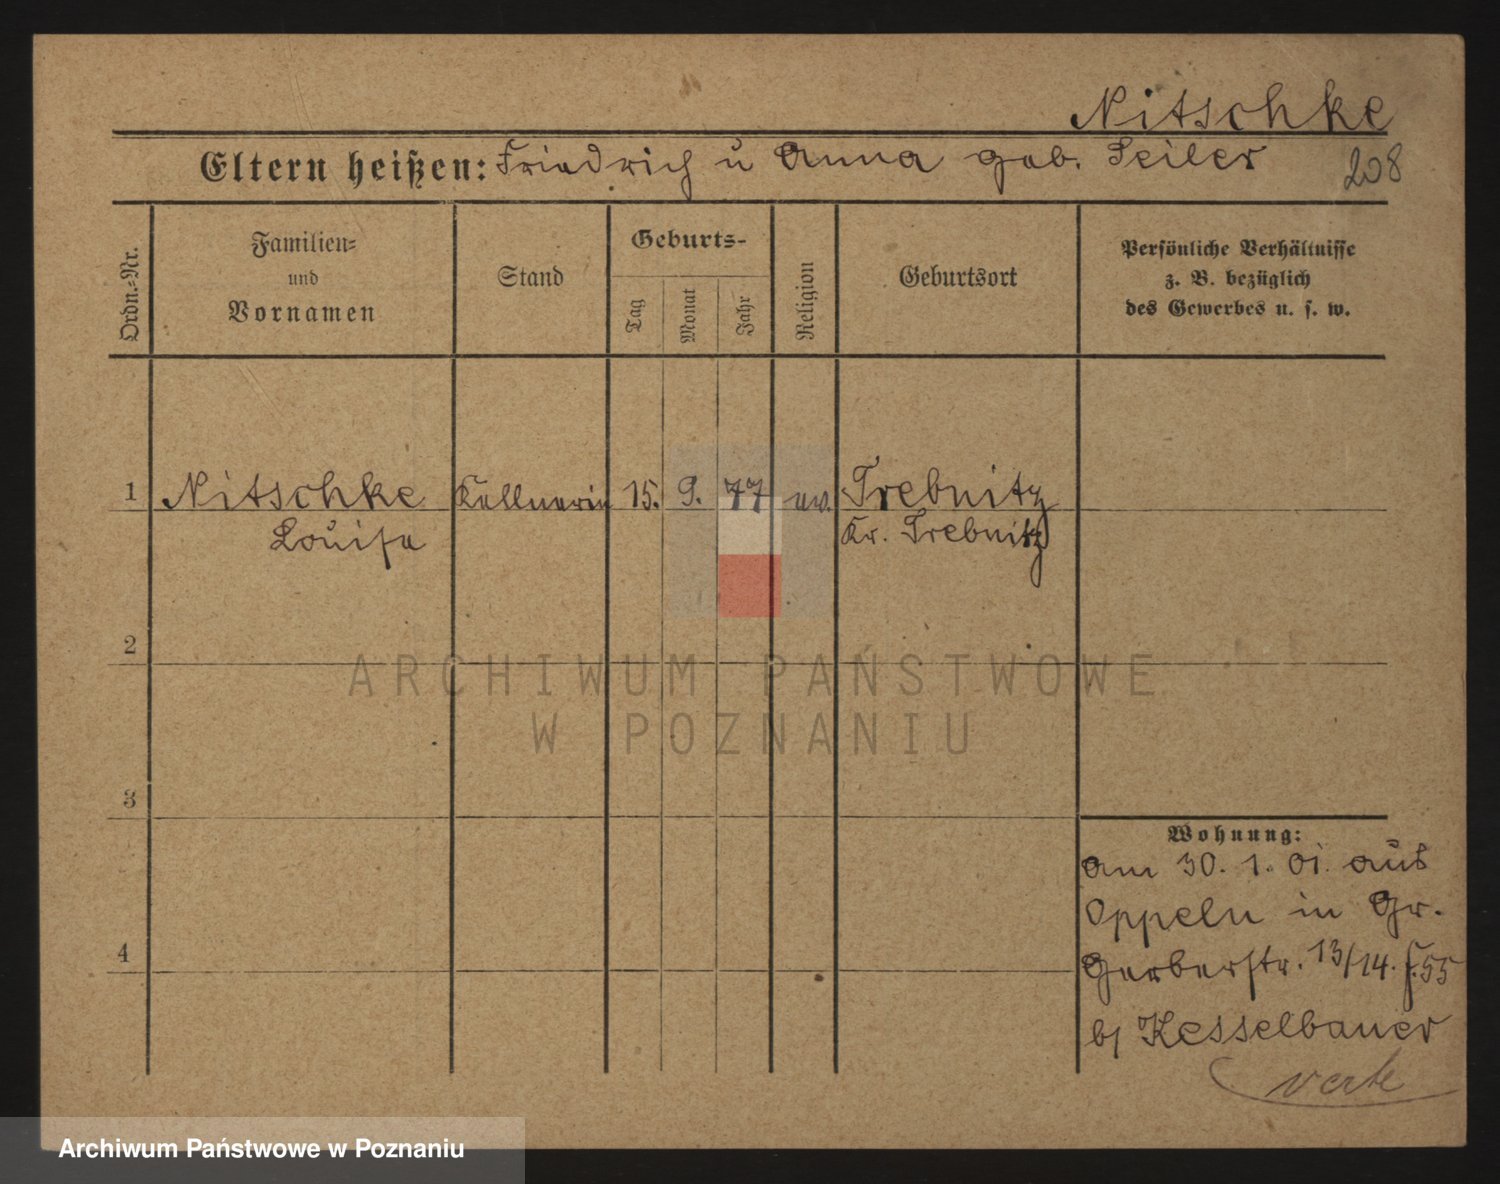 Nitschke
Eltern heißen: Friedrich u Anna geb. Seiler
208
Ordn.-Nr.
Familien-
und
Vornamen
Stand
Geburts-
Tag
Monat
Jahr
Religion
Geburtsort
Persönliche Verhältnisse
z. B. bezüglich
des Gewerbes u. s. w.
1 Nitschke Kellnerin 15. 9. 77 ev. Trebnitz
Louise Kr. Trebnitz
2
ARCHIWUM PAŃSTWOWE
W POZNANIU
3
Wohnung:
am 30. 1. 01. aus
Oppeln in Gr.
4
Gerberstr. 13/14. f. 55
b/ Kesselbauer
verte
Archiwum Państwowe w Poznaniu